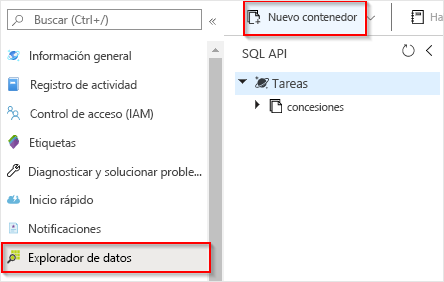 Buscar (Ctrl+/)
«
Información general
Registro de actividad
Control de acceso (IAM)
Etiquetas
Diagnosticar y solucionar proble...
Inicio rápido
Notificaciones
Explorador de datos
Nuevo contenedor
Ha
SQL API
Tareas
concesiones